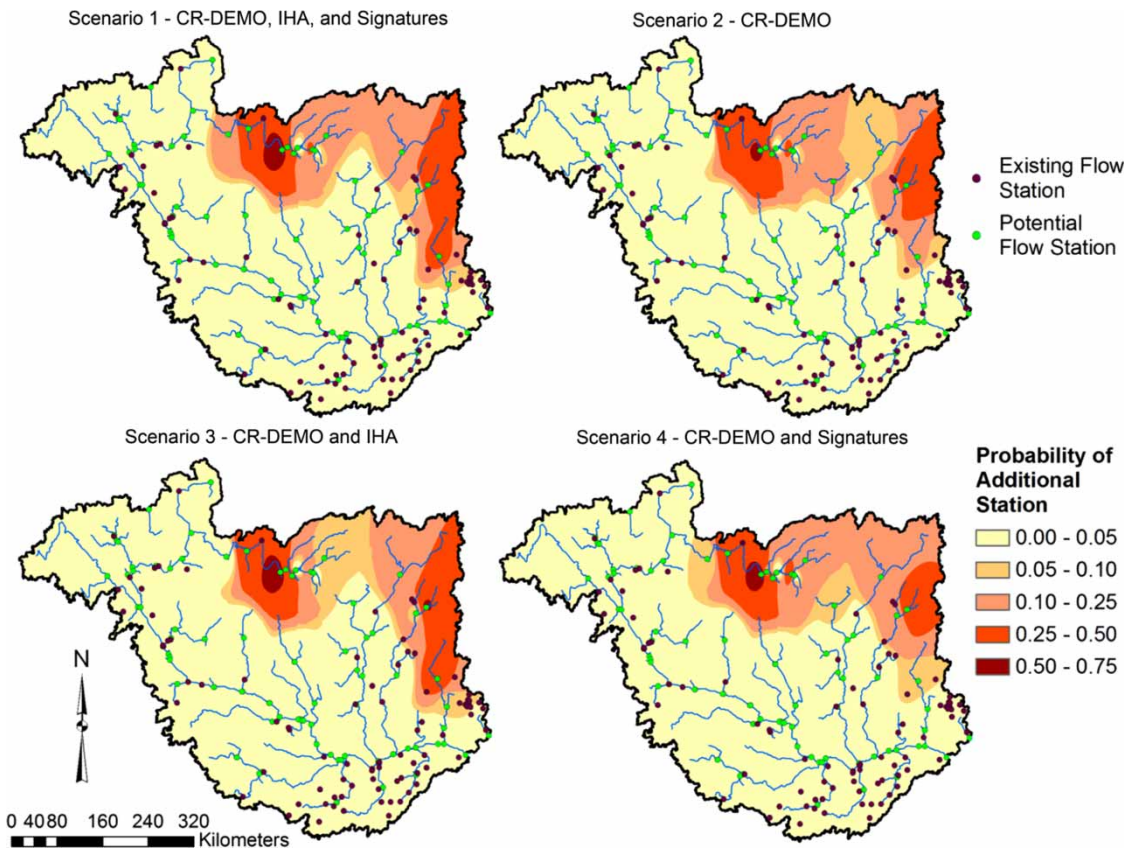 Scenario 1 - CR-DEMO, IHA, and Signatures
Scenario 2 - CR-DEMO
Existing Flow
Station
Potential
Flow Station
Scenario 3 - CR-DEMO and IHA
Scenario 4 - CR-DEMO and Signatures
Probability of
Additional
Station
0.00 - 0.05
0.05 - 0.10
0.10 - 0.25
0.25 - 0.50
0.50 - 0.75
N
0 40 80 160 240 320
Kilometers